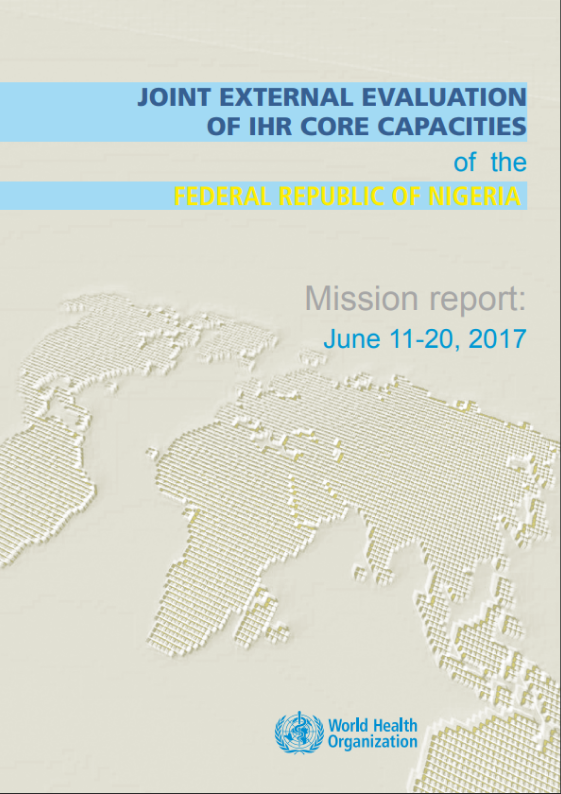 JOINT EXTERNAL EVALUATION
OF IHR CORE CAPACITIES
of the
FEDERAL REPUBLIC OF NIGERIA
Mission report:
June 11-20, 2017
World Health
Organization